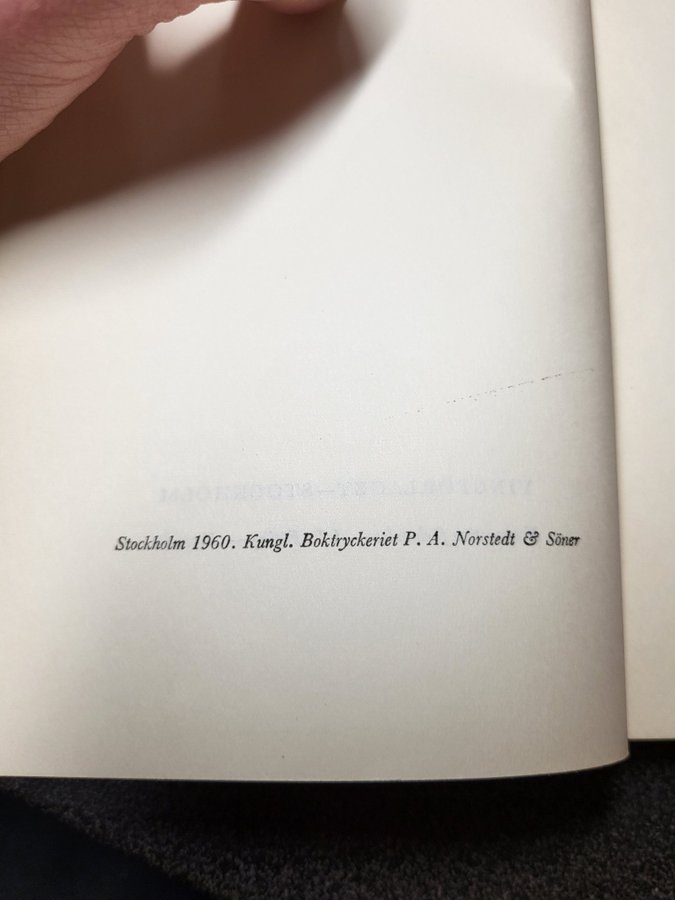 Stockholm 1960. Kungl. Boktryckeriet P. A. Norstedt & Söner